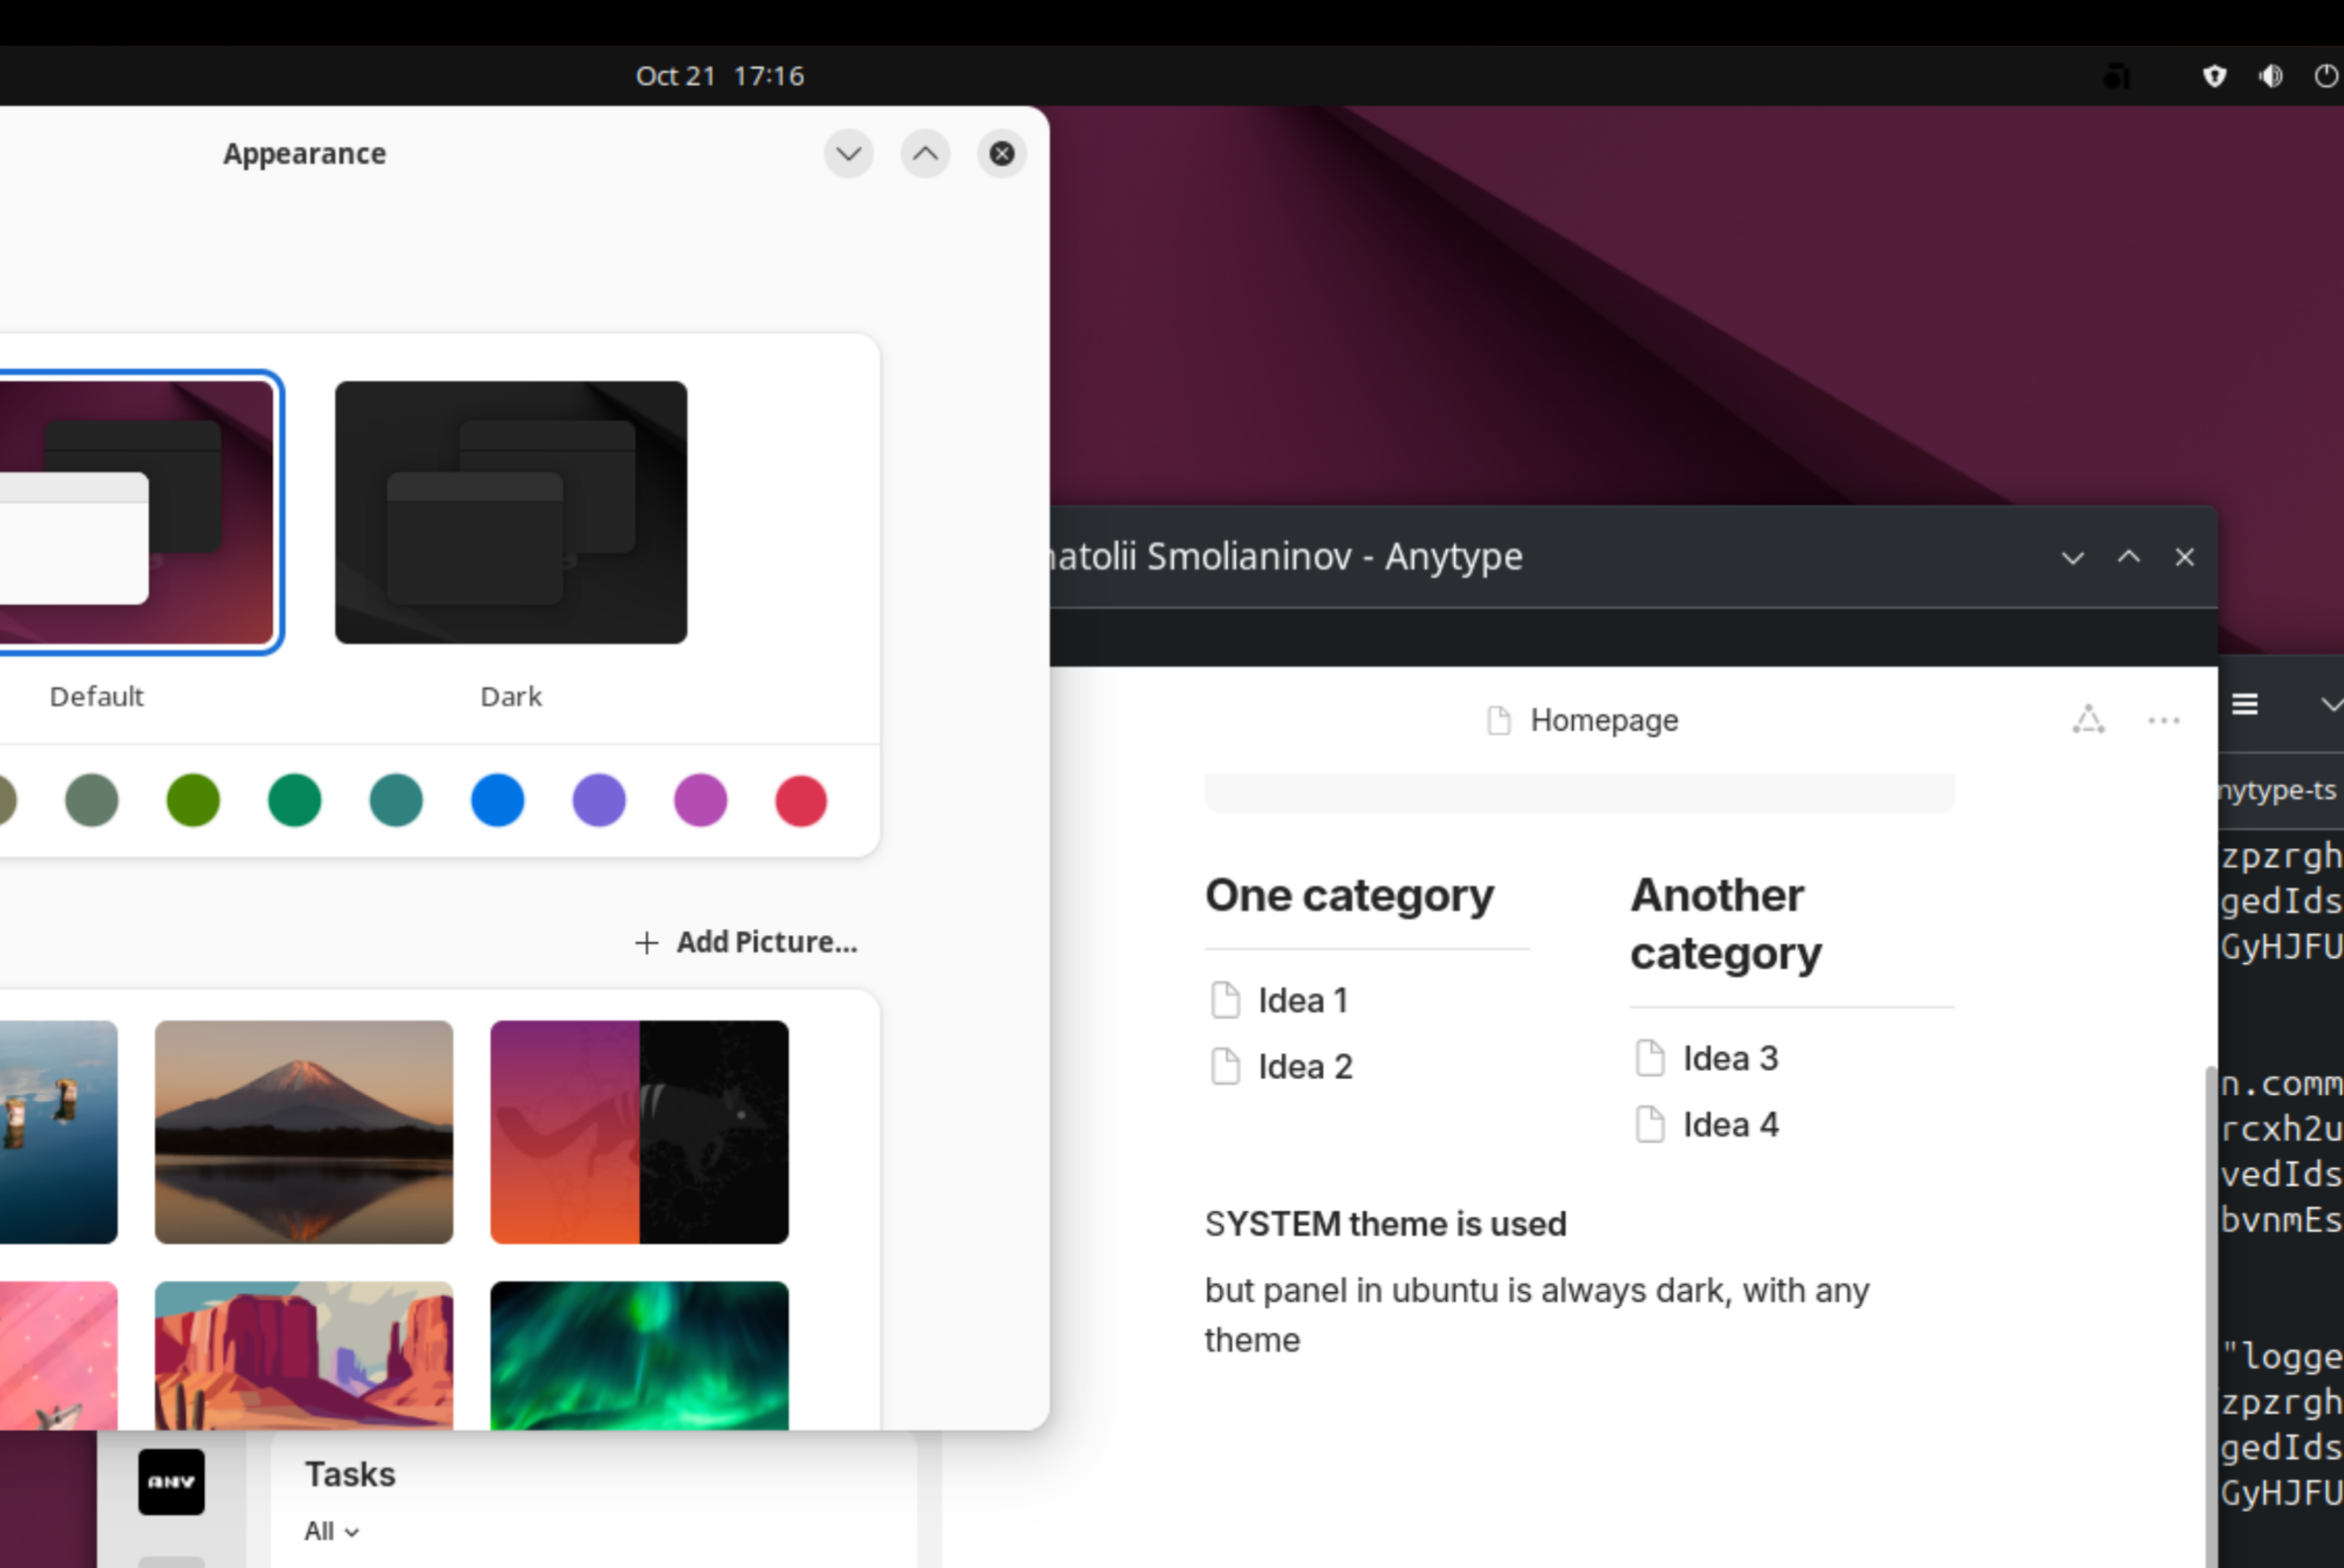 Oct 21 17:16
Appearance
Default
Dark
+ Add Picture...
natolii Smolianinov - Anytype
Homepage
One category
Idea 1
Idea 2
Another
category
Idea 3
Idea 4
SYSTEM theme is used
but panel in ubuntu is always dark, with any
theme
nytype-ts
zpzrgh
gedIds
GyHJFU
n.comm
rcxh2u
vedIds
bvnmEs
"logge
zpzrgh
gedIds
GyHJFU
ANY
Tasks
All